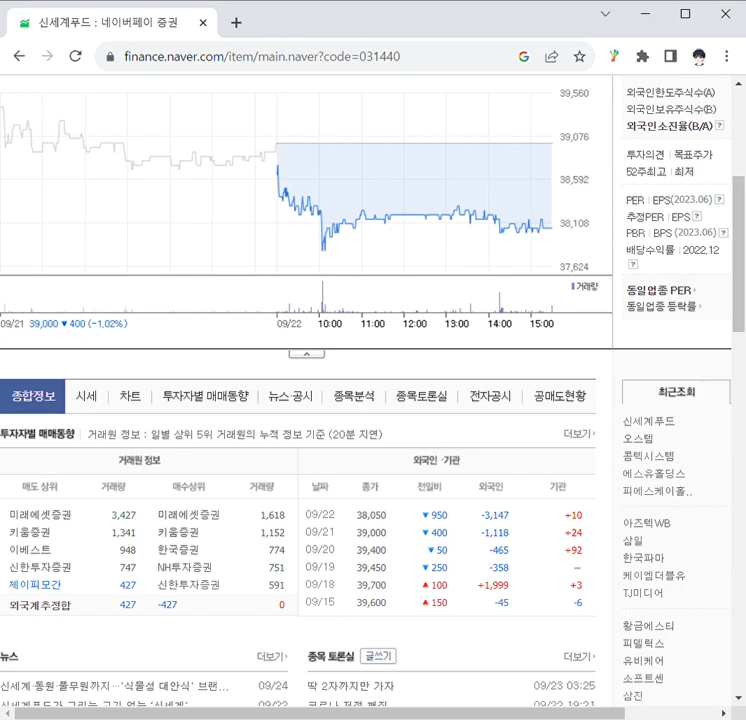 신세계푸드 : 네이버페이 증권
finance.naver.com/item/main.naver?code=031440
39,560
39,076
38,592
38,108
37,624
거래량
09/21 39,000 ▼ 400 (-1,02%) 09/22 10:00 11:00 12:00 13:00 14:00 15:00
외국인한도주식수(A)
외국인보유주식수(B)
외국인소진율(B/A) ?
투자의견 | 목표주가
52주최고 | 최저
PER | EPS(2023.06) ?
추정PER | EPS ?
PBR | BPS (2023.06) ?
배당수익률 | 2022,12
?
동일업종 PER ›
동일업종 등락률 ›
종합정보 시세 차트 투자자별 매매동향 뉴스·공시 종목분석 종목토론실 전자공시 공매도현황
투자자별 매매동향 거래원 정보 : 일별 상위 5위 거래원의 누적 정보 기준 (20분 지연) 더보기 ›
거래원 정보 외국인·기관
매도 상위 거래량 매수상위 거래량 날짜 종가 전일비 외국인 기관
미래에셋증권 3,427 미래에셋증권 1,618 09/22 38,050 ▼ 950 -3,147 +10
키움증권 1,341 키움증권 1,152 09/21 39,000 ▼ 400 -1,118 +24
이베스트 948 한국증권 774 09/20 39,400 ▼ 50 -465 +92
신한투자증권 747 NH투자증권 751 09/19 39,450 ▼ 250 -358 -
제이피모간 427 신한투자증권 591 09/18 39,700 ▲ 100 +1,999 +3
외국계추정합 427 -427 0 09/15 39,600 ▲ 150 -45 -6
뉴스 더보기 › 종목 토론실 글쓰기 더보기 ›
신세계·동원·풀무원까지…'식물성 대안식' 브랜... 09/24 딱 2자까지만 가자 09/23 03:25
최근조회
신세계푸드
오스템
콤텍시스템
에스유홀딩스
피에스케이홀..
아즈텍WB
삼일
한국파마
케이엠더블유
TJ미디어
황금에스티
피델릭스
유비케어
소프트센
삼진